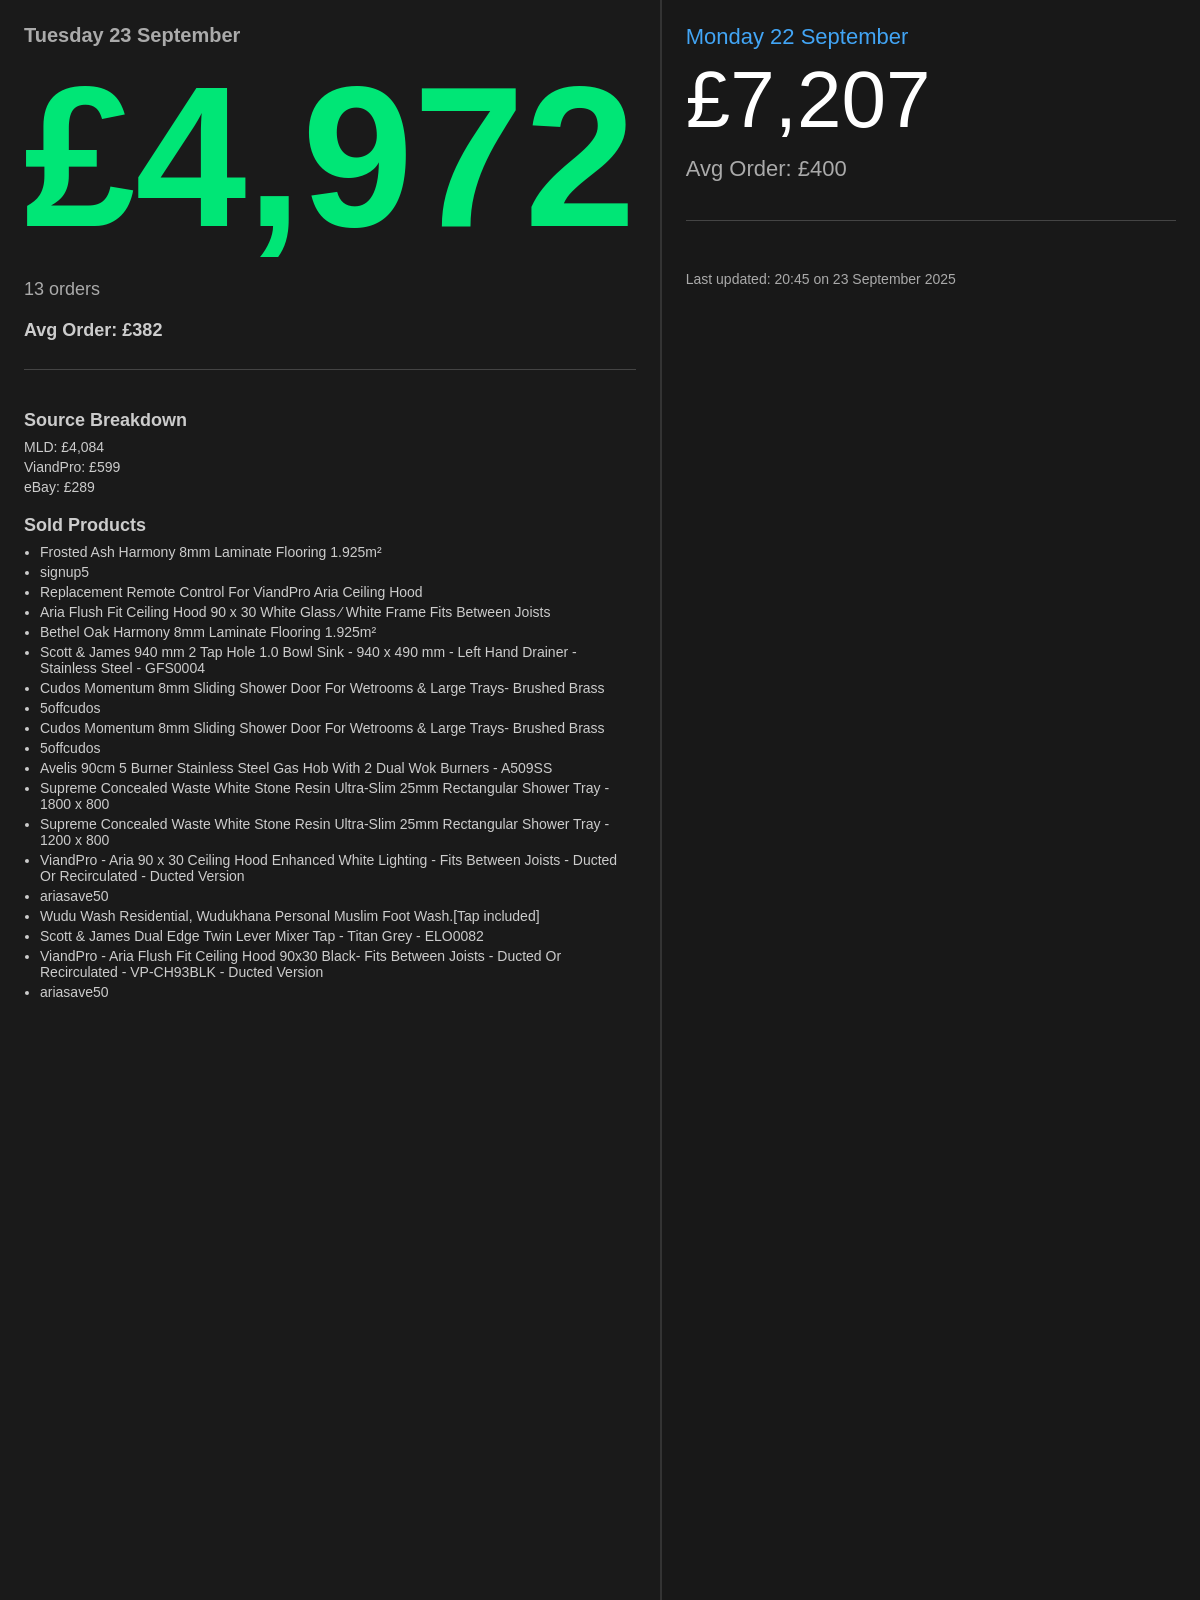 Tuesday 23 September
£4,972
13 orders
Avg Order: £382
Source Breakdown
MLD: £4,084
ViandPro: £599
eBay: £289
Sold Products
• Frosted Ash Harmony 8mm Laminate Flooring 1.925m²
• signup5
• Replacement Remote Control For ViandPro Aria Ceiling Hood
• Aria Flush Fit Ceiling Hood 90 x 30 White Glass ⁄ White Frame Fits Between Joists
• Bethel Oak Harmony 8mm Laminate Flooring 1.925m²
• Scott & James 940 mm 2 Tap Hole 1.0 Bowl Sink - 940 x 490 mm - Left Hand Drainer -
Stainless Steel - GFS0004
• Cudos Momentum 8mm Sliding Shower Door For Wetrooms & Large Trays- Brushed Brass
• 5offcudos
• Cudos Momentum 8mm Sliding Shower Door For Wetrooms & Large Trays- Brushed Brass
• 5offcudos
• Avelis 90cm 5 Burner Stainless Steel Gas Hob With 2 Dual Wok Burners - A509SS
• Supreme Concealed Waste White Stone Resin Ultra-Slim 25mm Rectangular Shower Tray -
1800 x 800
• Supreme Concealed Waste White Stone Resin Ultra-Slim 25mm Rectangular Shower Tray -
1200 x 800
• ViandPro - Aria 90 x 30 Ceiling Hood Enhanced White Lighting - Fits Between Joists - Ducted
Or Recirculated - Ducted Version
• ariasave50
• Wudu Wash Residential, Wudukhana Personal Muslim Foot Wash.[Tap included]
• Scott & James Dual Edge Twin Lever Mixer Tap - Titan Grey - ELO0082
• ViandPro - Aria Flush Fit Ceiling Hood 90x30 Black- Fits Between Joists - Ducted Or
Recirculated - VP-CH93BLK - Ducted Version
• ariasave50
Monday 22 September
£7,207
Avg Order: £400
Last updated: 20:45 on 23 September 2025